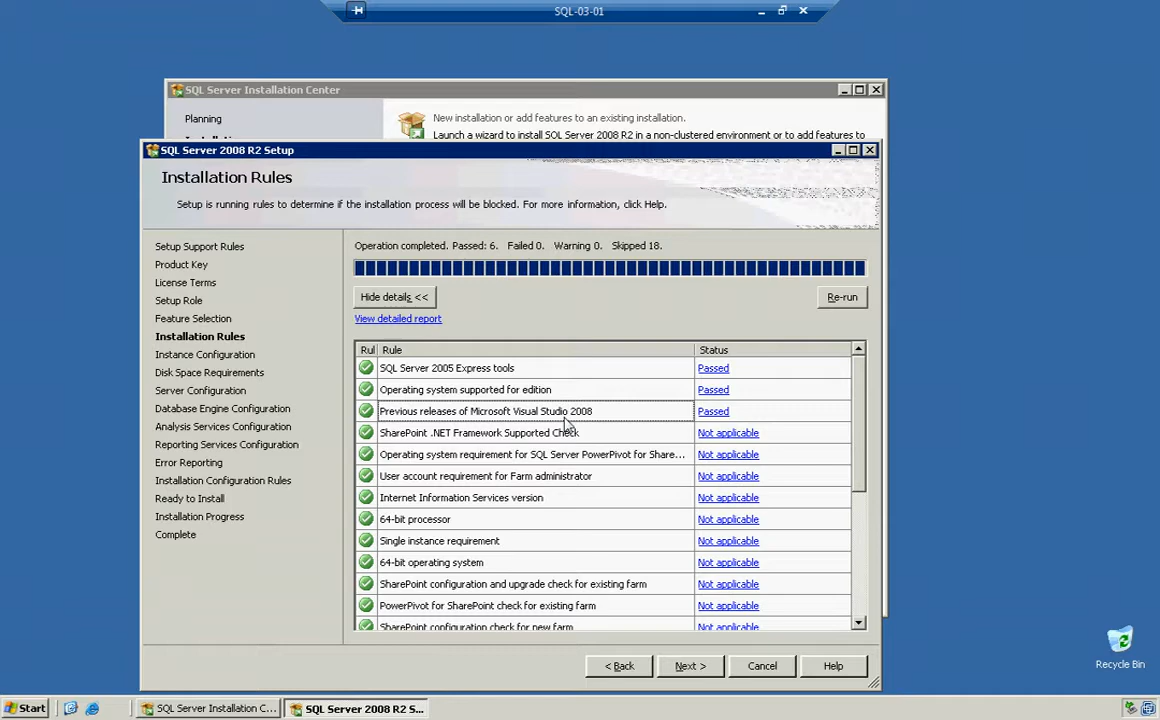 SQL-03-01
SQL Server Installation Center
Planning
New installation or add features to an existing installation.
Launch a wizard to install SQL Server 2008 R2 in a non-clustered environment or to add features to
SQL Server 2008 R2 Setup
Installation Rules
Setup is running rules to determine if the installation process will be blocked. For more information, click Help.
Setup Support Rules
Product Key
License Terms
Setup Role
Feature Selection
Installation Rules
Instance Configuration
Disk Space Requirements
Server Configuration
Database Engine Configuration
Analysis Services Configuration
Reporting Services Configuration
Error Reporting
Installation Configuration Rules
Ready to Install
Installation Progress
Complete
Operation completed. Passed: 6. Failed 0. Warning 0. Skipped 18.
Hide details <<
Re-run
View detailed report
Rul Rule Status
SQL Server 2005 Express tools Passed
Operating system supported for edition Passed
Previous releases of Microsoft Visual Studio 2008 Passed
SharePoint .NET Framework Supported Check Not applicable
Operating system requirement for SQL Server PowerPivot for Share... Not applicable
User account requirement for Farm administrator Not applicable
Internet Information Services version Not applicable
64-bit processor Not applicable
Single instance requirement Not applicable
64-bit operating system Not applicable
SharePoint configuration and upgrade check for existing farm Not applicable
PowerPivot for SharePoint check for existing farm Not applicable
SharePoint configuration check for new farm Not applicable
< Back
Next >
Cancel
Help
Recycle Bin
Start
SQL Server Installation C...
SQL Server 2008 R2 S...